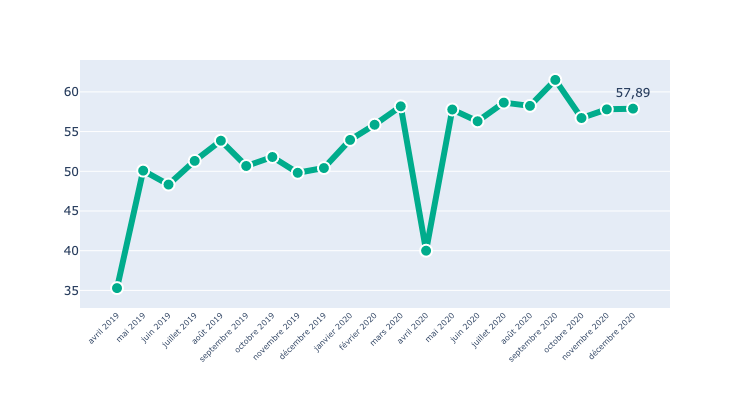 60
55
50
45
40
35
57,89
avril 2019
mai 2019
juin 2019
juillet 2019
août 2019
septembre 2019
octobre 2019
novembre 2019
décembre 2019
janvier 2020
février 2020
mars 2020
avril 2020
mai 2020
juin 2020
juillet 2020
août 2020
septembre 2020
octobre 2020
novembre 2020
décembre 2020